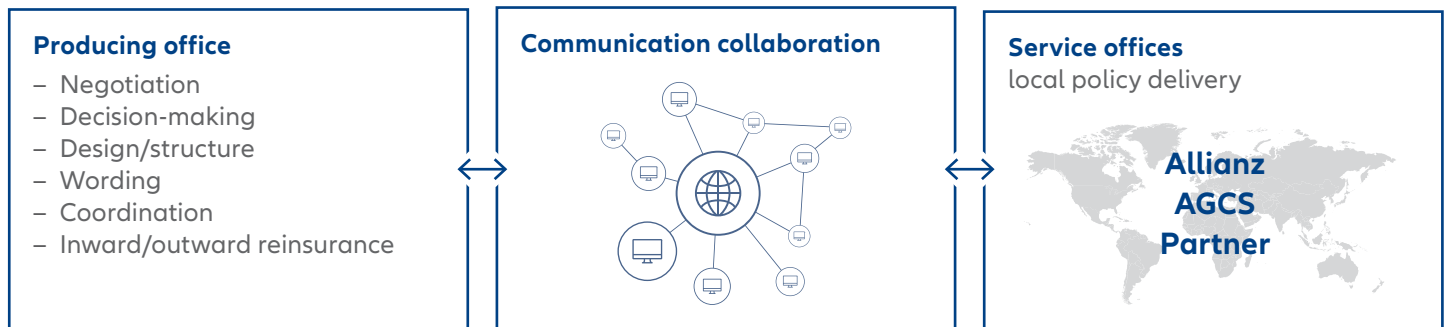 Producing office
– Negotiation
– Decision-making
– Design/structure
– Wording
– Coordination
– Inward/outward reinsurance
Communication collaboration
Service offices
local policy delivery
Allianz
AGCS
Partner